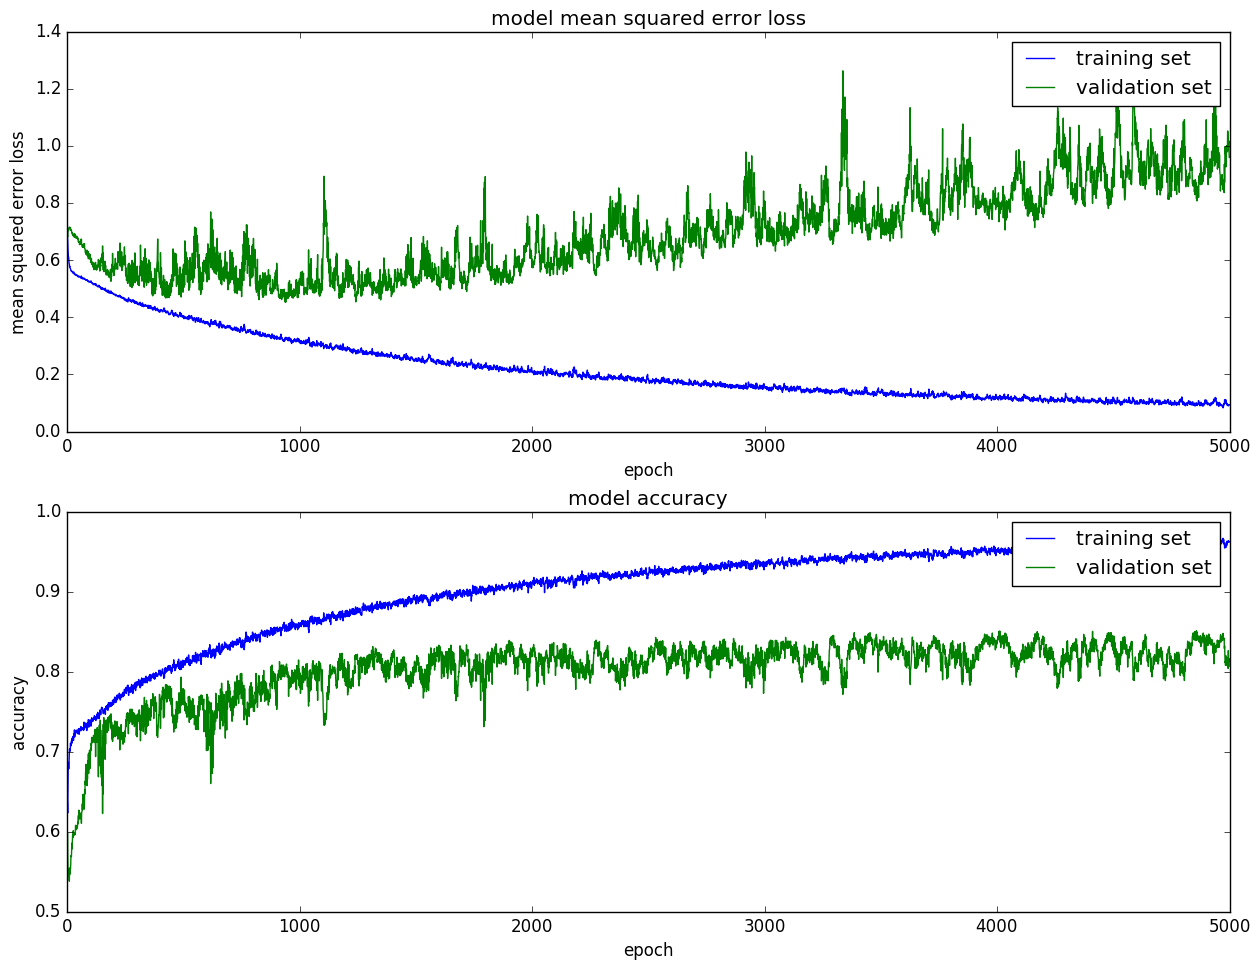 model mean squared error loss
1.4
1.2
1.0
0.8
0.6
0.4
0.2
0.0
mean squared error loss
training set
validation set
0 1000 2000 3000 4000 5000
epoch
model accuracy
1.0
0.9
0.8
0.7
0.6
0.5
accuracy
training set
validation set
0 1000 2000 3000 4000 5000
epoch